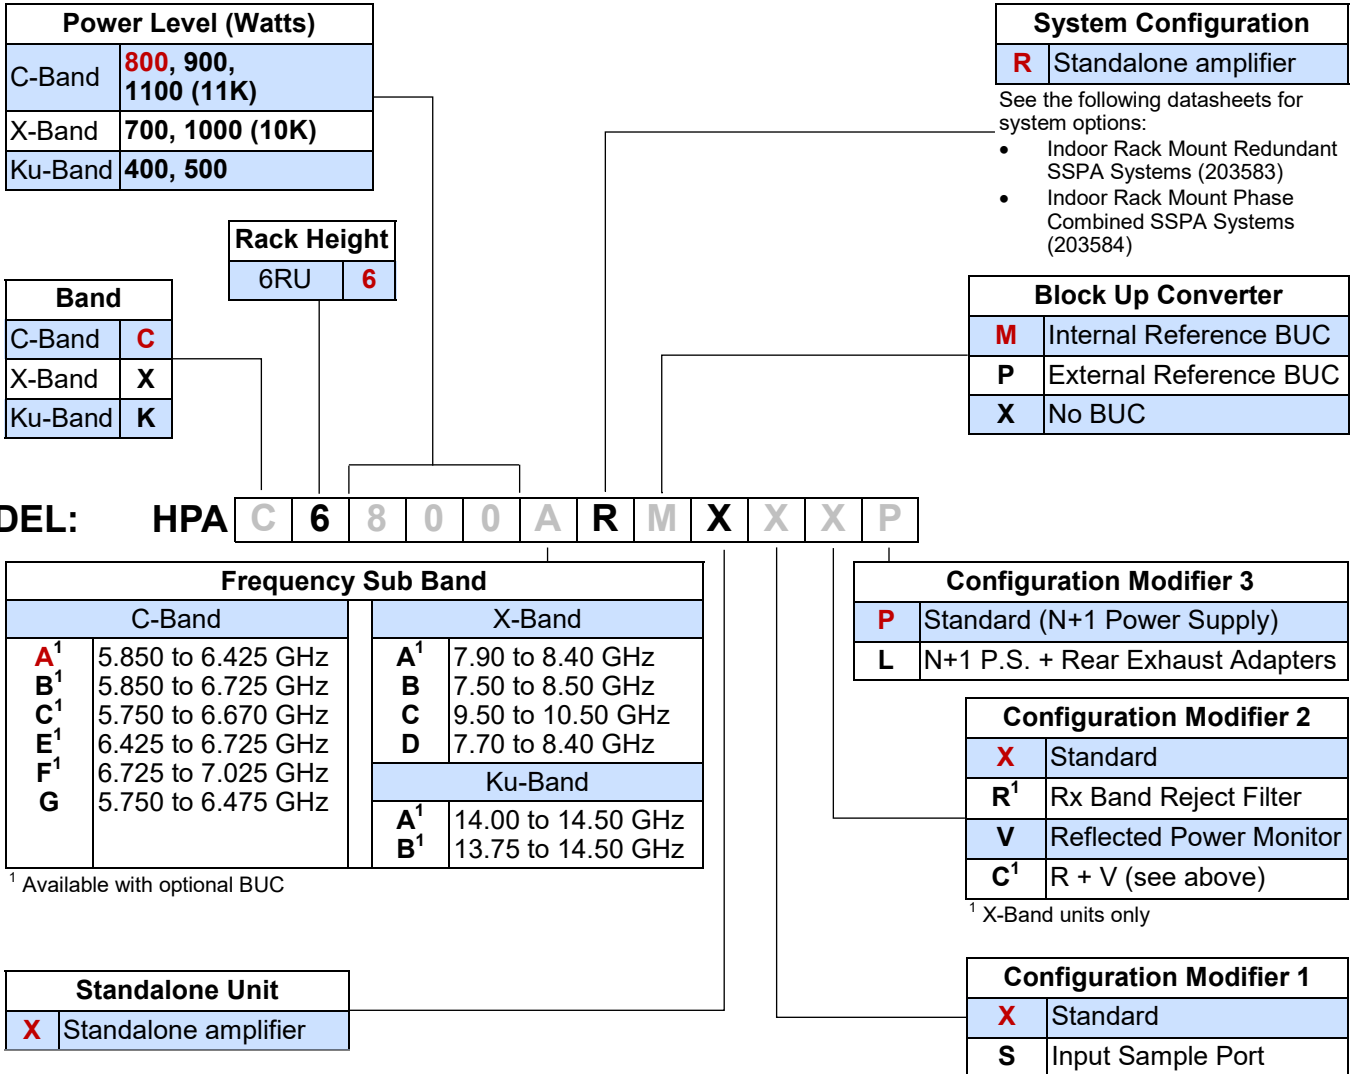 Power Level (Watts)
C-Band 800, 900,
1100 (11K)
X-Band 700, 1000 (10K)
Ku-Band 400, 500
System Configuration
R Standalone amplifier
See the following datasheets for
system options:
• Indoor Rack Mount Redundant
SSPA Systems (203583)
• Indoor Rack Mount Phase
Combined SSPA Systems
(203584)
Rack Height
6RU 6
Band
C-Band C
X-Band X
Ku-Band K
Block Up Converter
M Internal Reference BUC
P External Reference BUC
X No BUC
DEL: HPA C 6 8 0 0 A R M X X X P
Frequency Sub Band
C-Band
A¹ 5.850 to 6.425 GHz
B¹ 5.850 to 6.725 GHz
C¹ 5.750 to 6.670 GHz
E¹ 6.425 to 6.725 GHz
F¹ 6.725 to 7.025 GHz
G 5.750 to 6.475 GHz
X-Band
A¹ 7.90 to 8.40 GHz
B 7.50 to 8.50 GHz
C 9.50 to 10.50 GHz
D 7.70 to 8.40 GHz
Ku-Band
A¹ 14.00 to 14.50 GHz
B¹ 13.75 to 14.50 GHz
¹ Available with optional BUC
Configuration Modifier 3
P Standard (N+1 Power Supply)
L N+1 P.S. + Rear Exhaust Adapters
Configuration Modifier 2
X Standard
R¹ Rx Band Reject Filter
V Reflected Power Monitor
C¹ R + V (see above)
¹ X-Band units only
Standalone Unit
X Standalone amplifier
Configuration Modifier 1
X Standard
S Input Sample Port